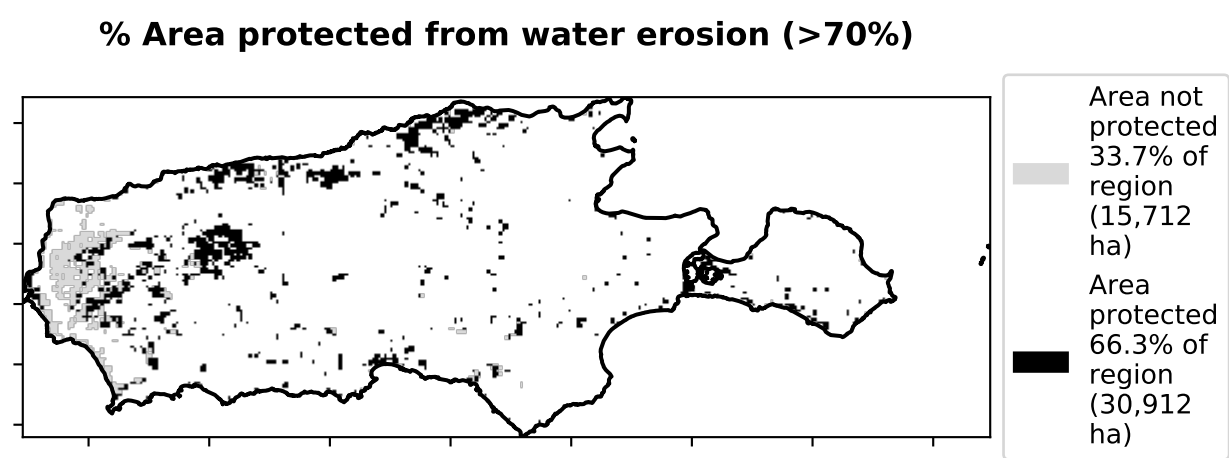 % Area protected from water erosion (>70%)
Area not
protected
33.7% of
region
(15,712
ha)
Area
protected
66.3% of
region
(30,912
ha)